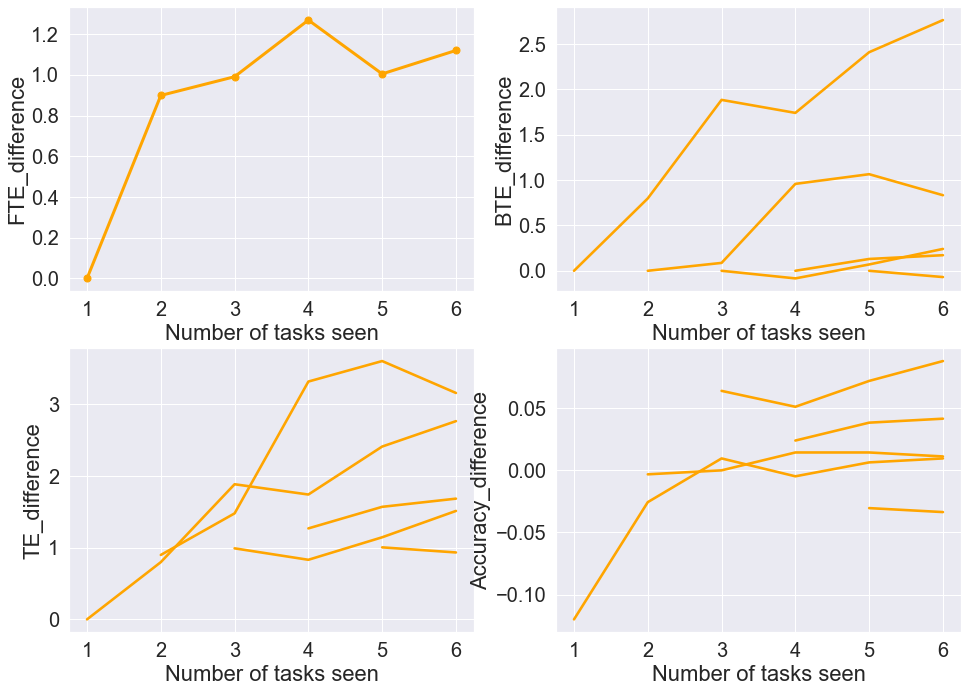 FTE_difference
1.2
1.0
0.8
0.6
0.4
0.2
0.0
1 2 3 4 5 6
Number of tasks seen
BTE_difference
2.5
2.0
1.5
1.0
0.5
0.0
1 2 3 4 5 6
Number of tasks seen
TE_difference
3
2
1
0
1 2 3 4 5 6
Number of tasks seen
Accuracy_difference
0.05
0.00
−0.05
−0.10
1 2 3 4 5 6
Number of tasks seen